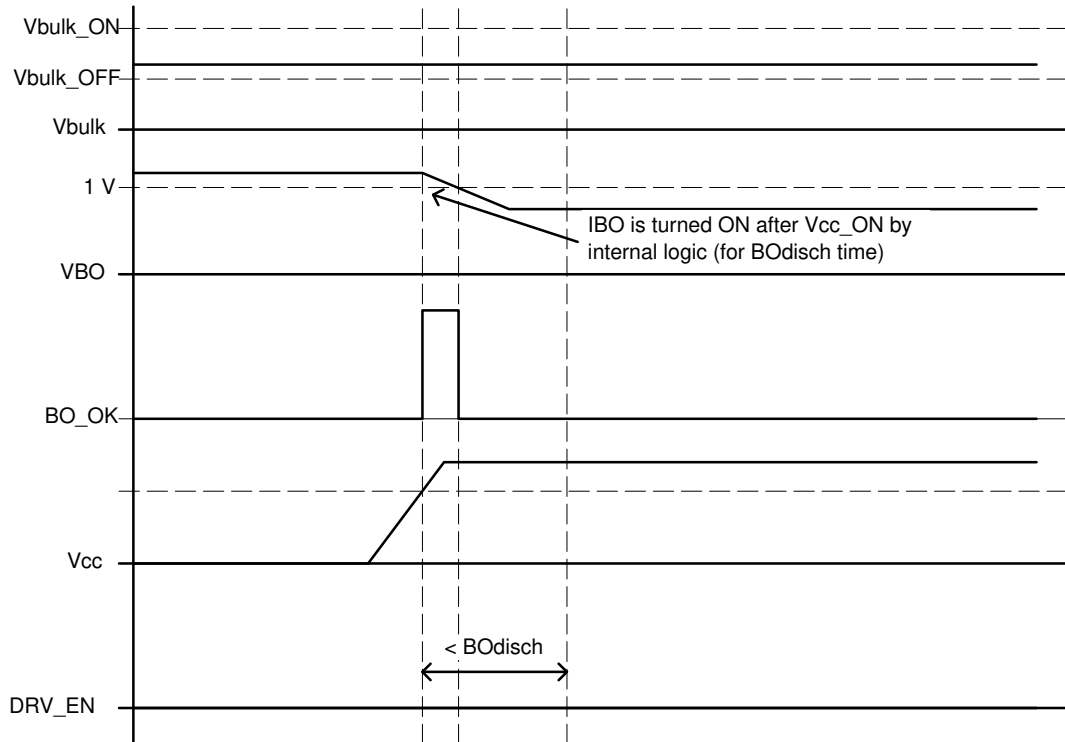 Vbulk_ON
Vbulk_OFF
Vbulk
1 V
IBO is turned ON after Vcc_ON by
internal logic (for BOdisch time)
VBO
BO_OK
Vcc
< BOdisch
DRV_EN